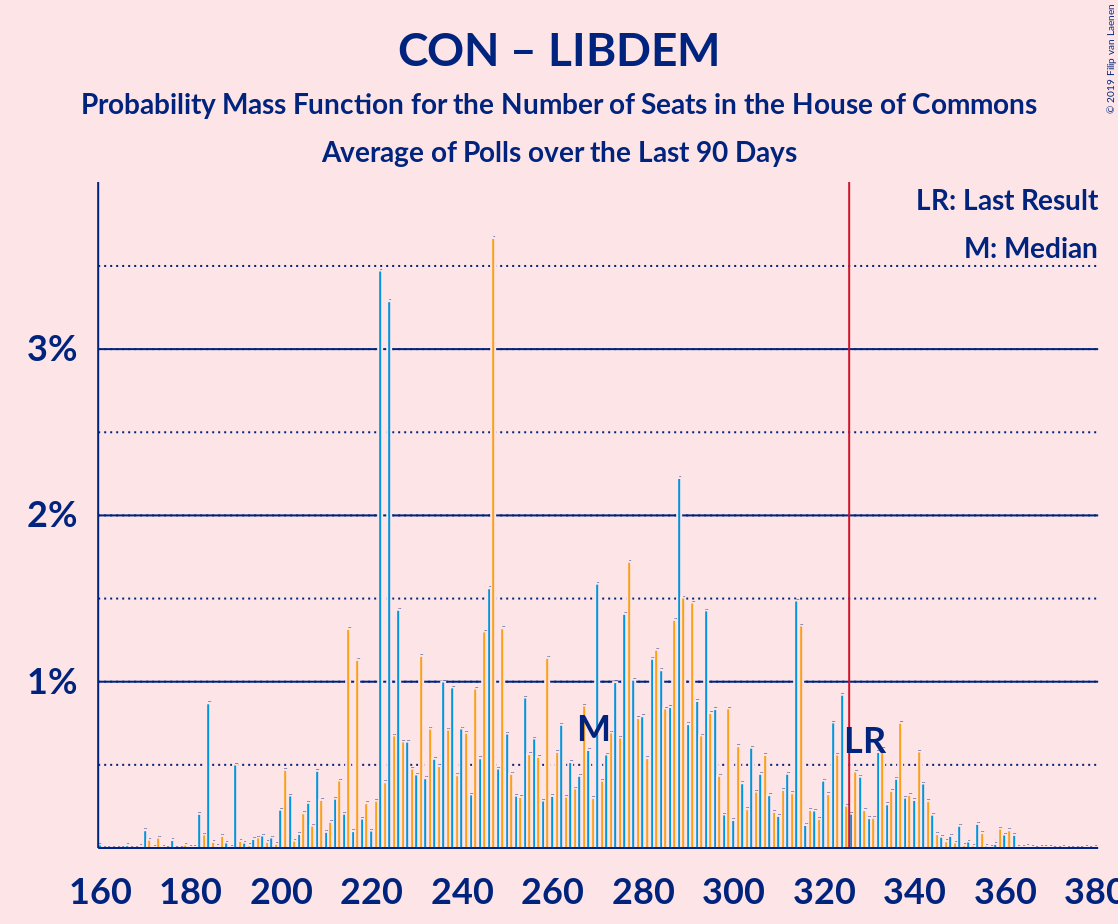 CON – LIBDEM
Probability Mass Function for the Number of Seats in the House of Commons
Average of Polls over the Last 90 Days
© 2019 Filip van Laenen
LR: Last Result
M: Median
3%
2%
1%
M
LR
160 180 200 220 240 260 280 300 320 340 360 380